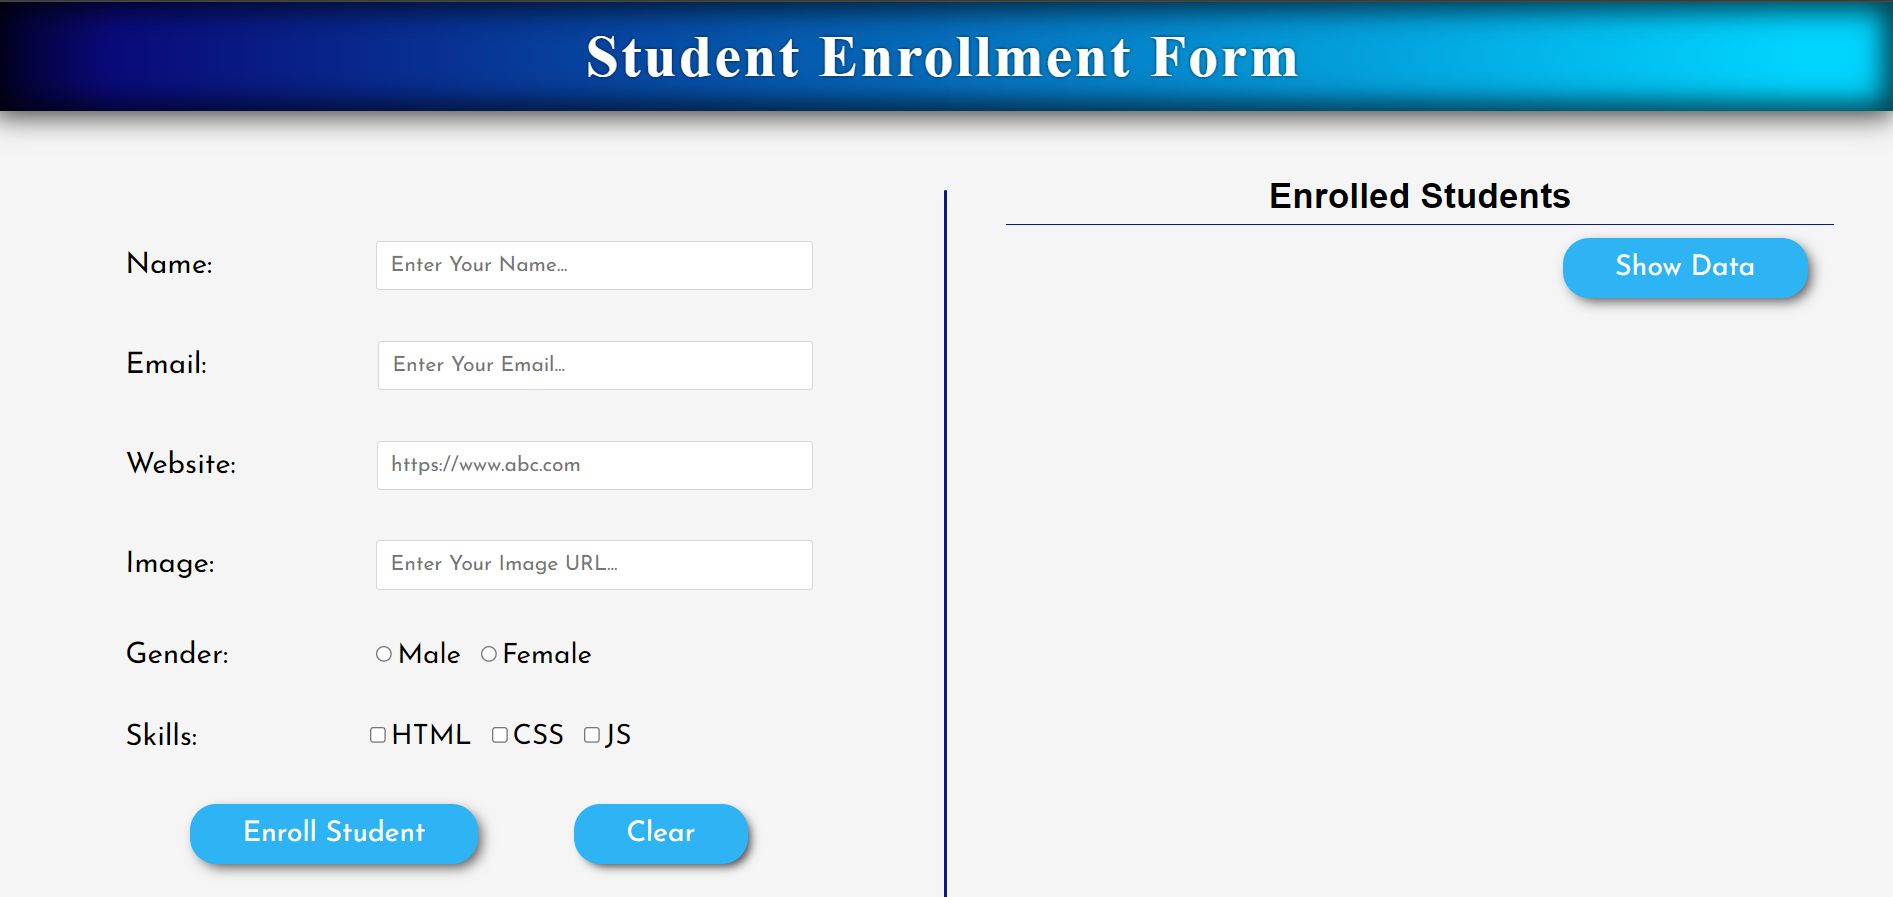 Student Enrollment Form
Name:
Enter Your Name...
Email:
Enter Your Email...
Website:
https://www.abc.com
Image:
Enter Your Image URL...
Gender:
Male Female
Skills:
HTML CSS JS
Enroll Student Clear
Enrolled Students
Show Data